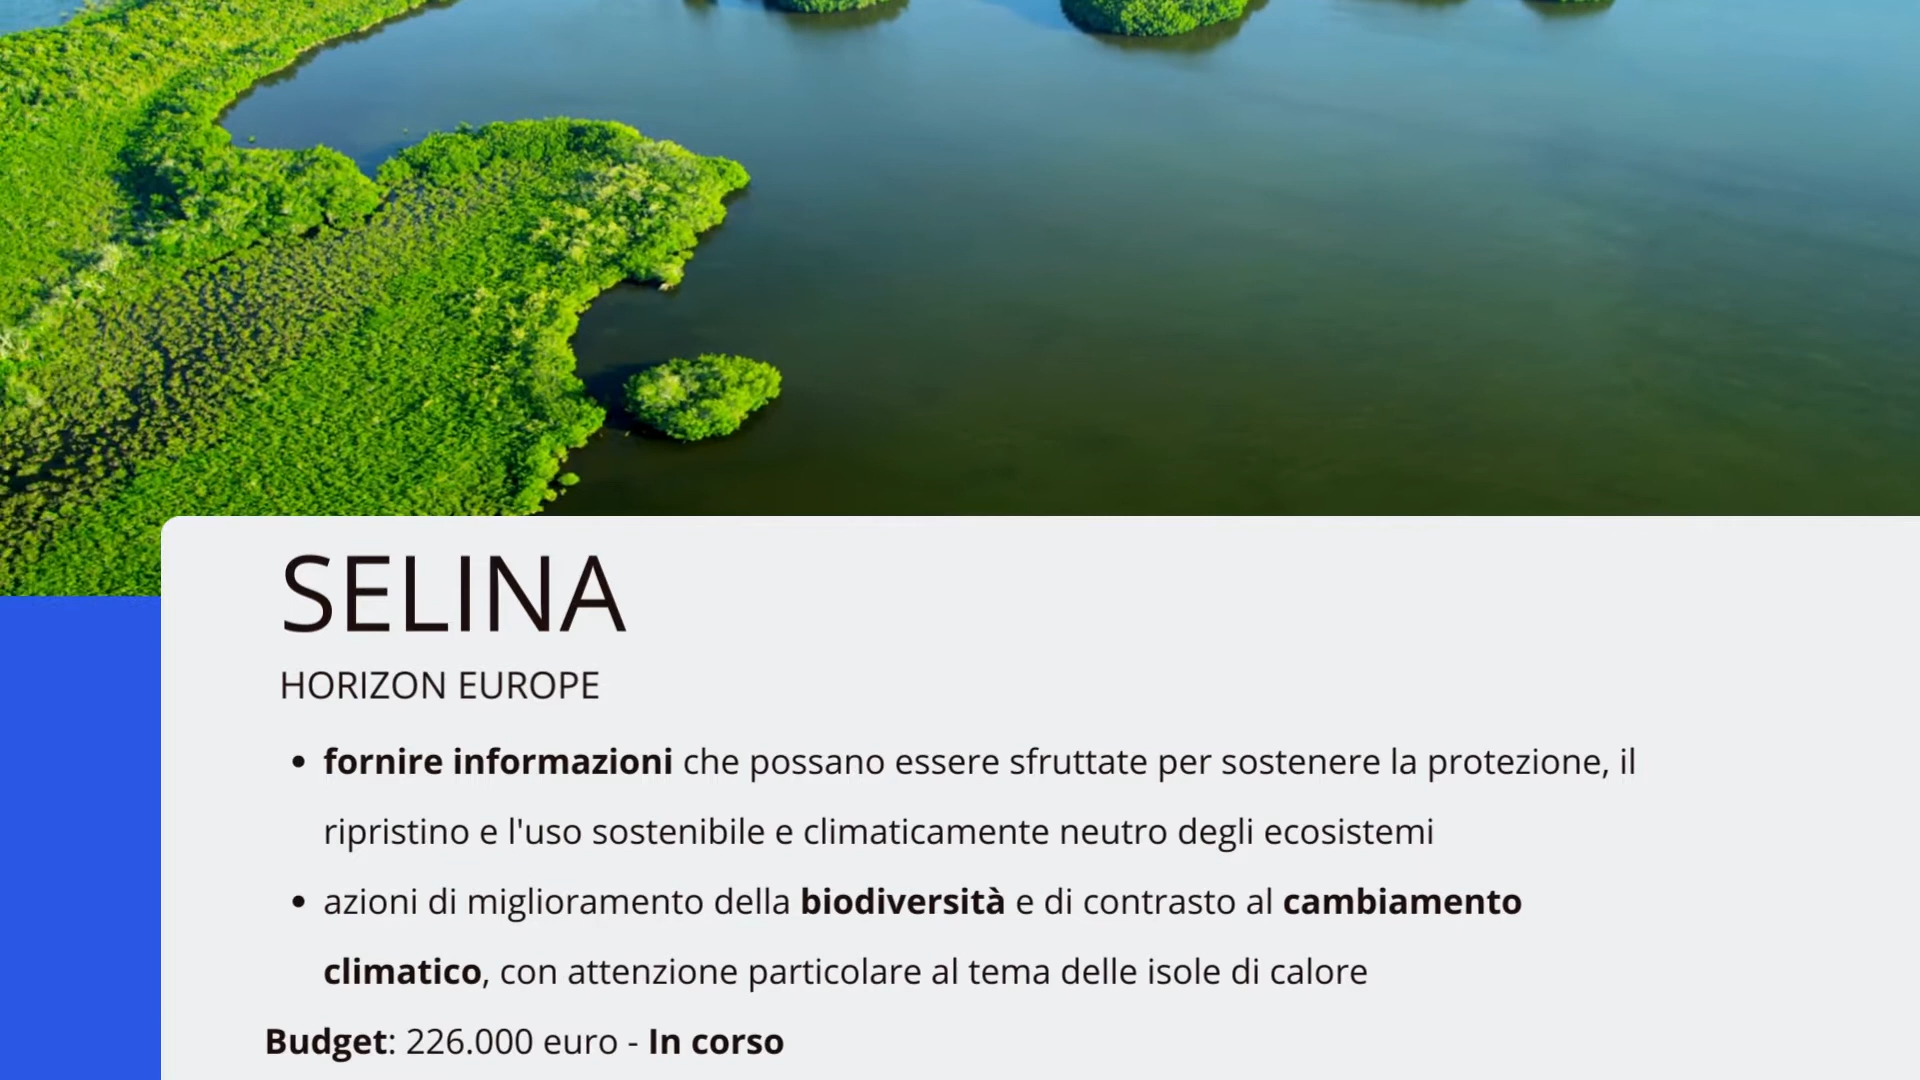 SELINA
HORIZON EUROPE
• fornire informazioni che possano essere sfruttate per sostenere la protezione, il
ripristino e l'uso sostenibile e climaticamente neutro degli ecosistemi
• azioni di miglioramento della biodiversità e di contrasto al cambiamento
climatico, con attenzione particolare al tema delle isole di calore
Budget: 226.000 euro - In corso